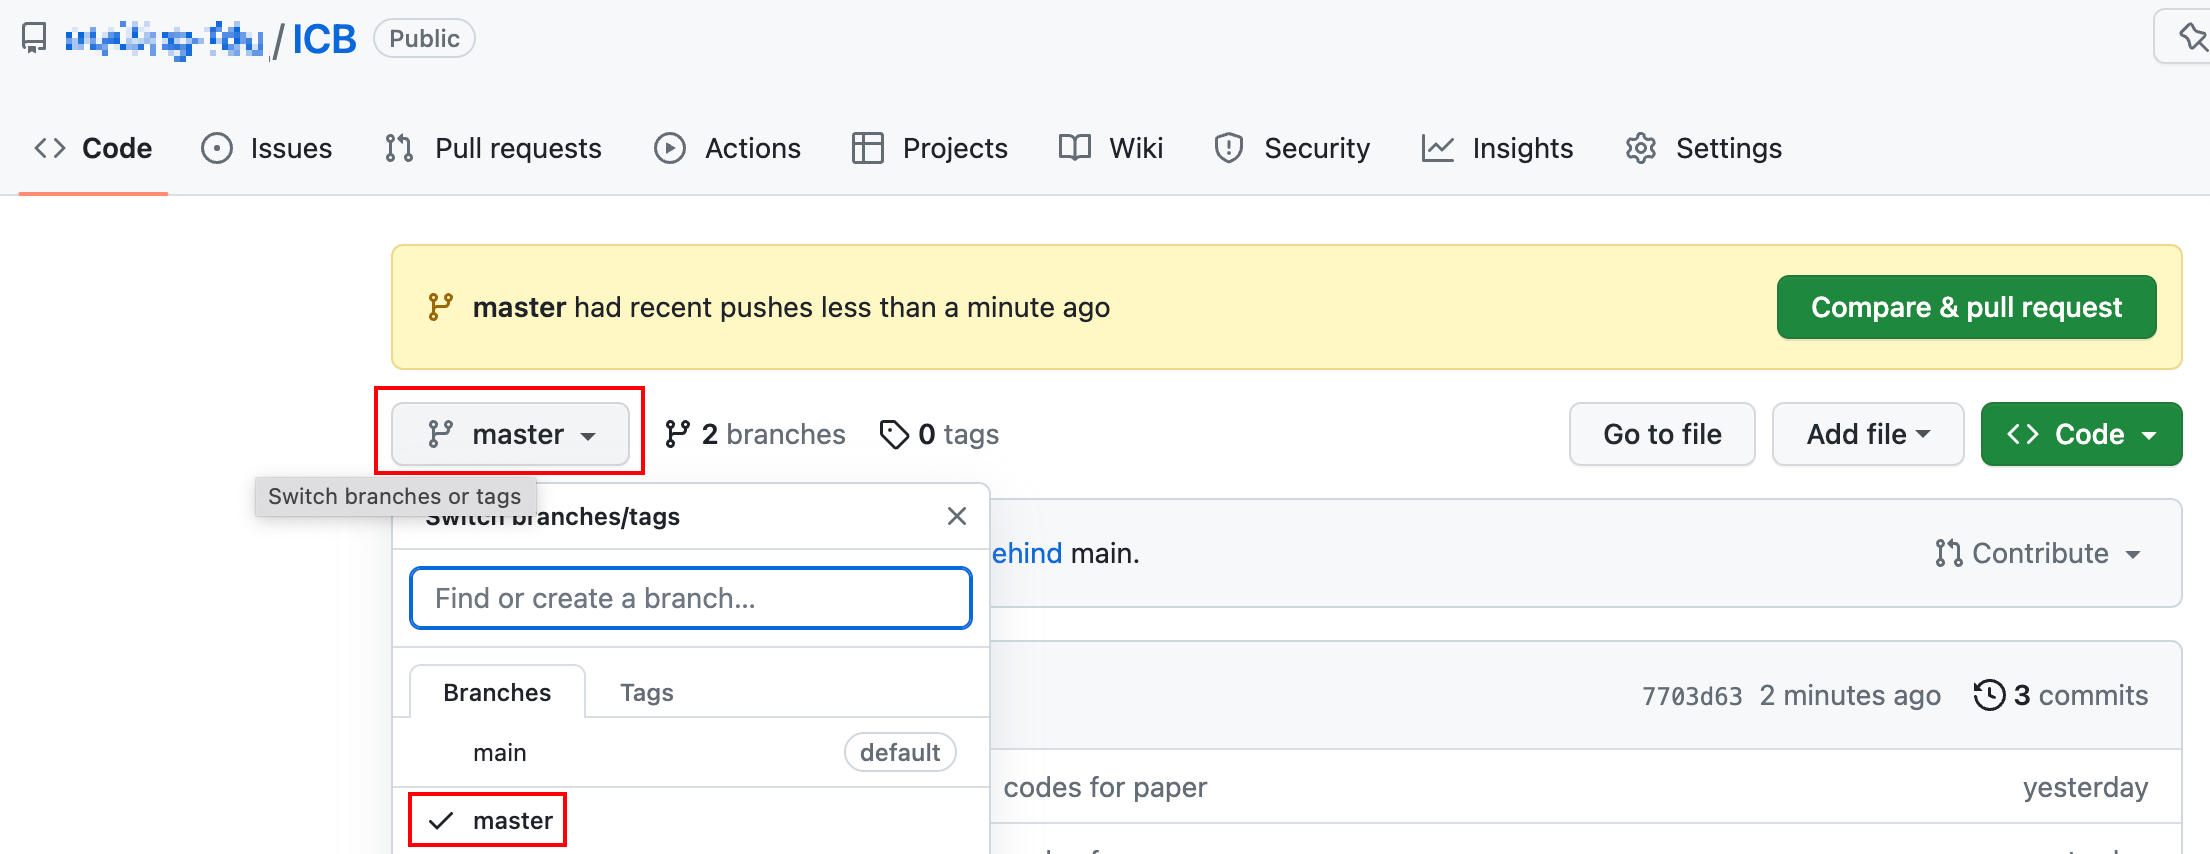 / ICB Public
Code Issues Pull requests Actions Projects Wiki Security Insights Settings
master had recent pushes less than a minute ago Compare & pull request
master 2 branches 0 tags Go to file Add file Code
Switch branches or tags
Switch branches/tags
ehind main. Contribute
Find or create a branch...
Branches Tags
7703d63 2 minutes ago 3 commits
main default
codes for paper yesterday
master